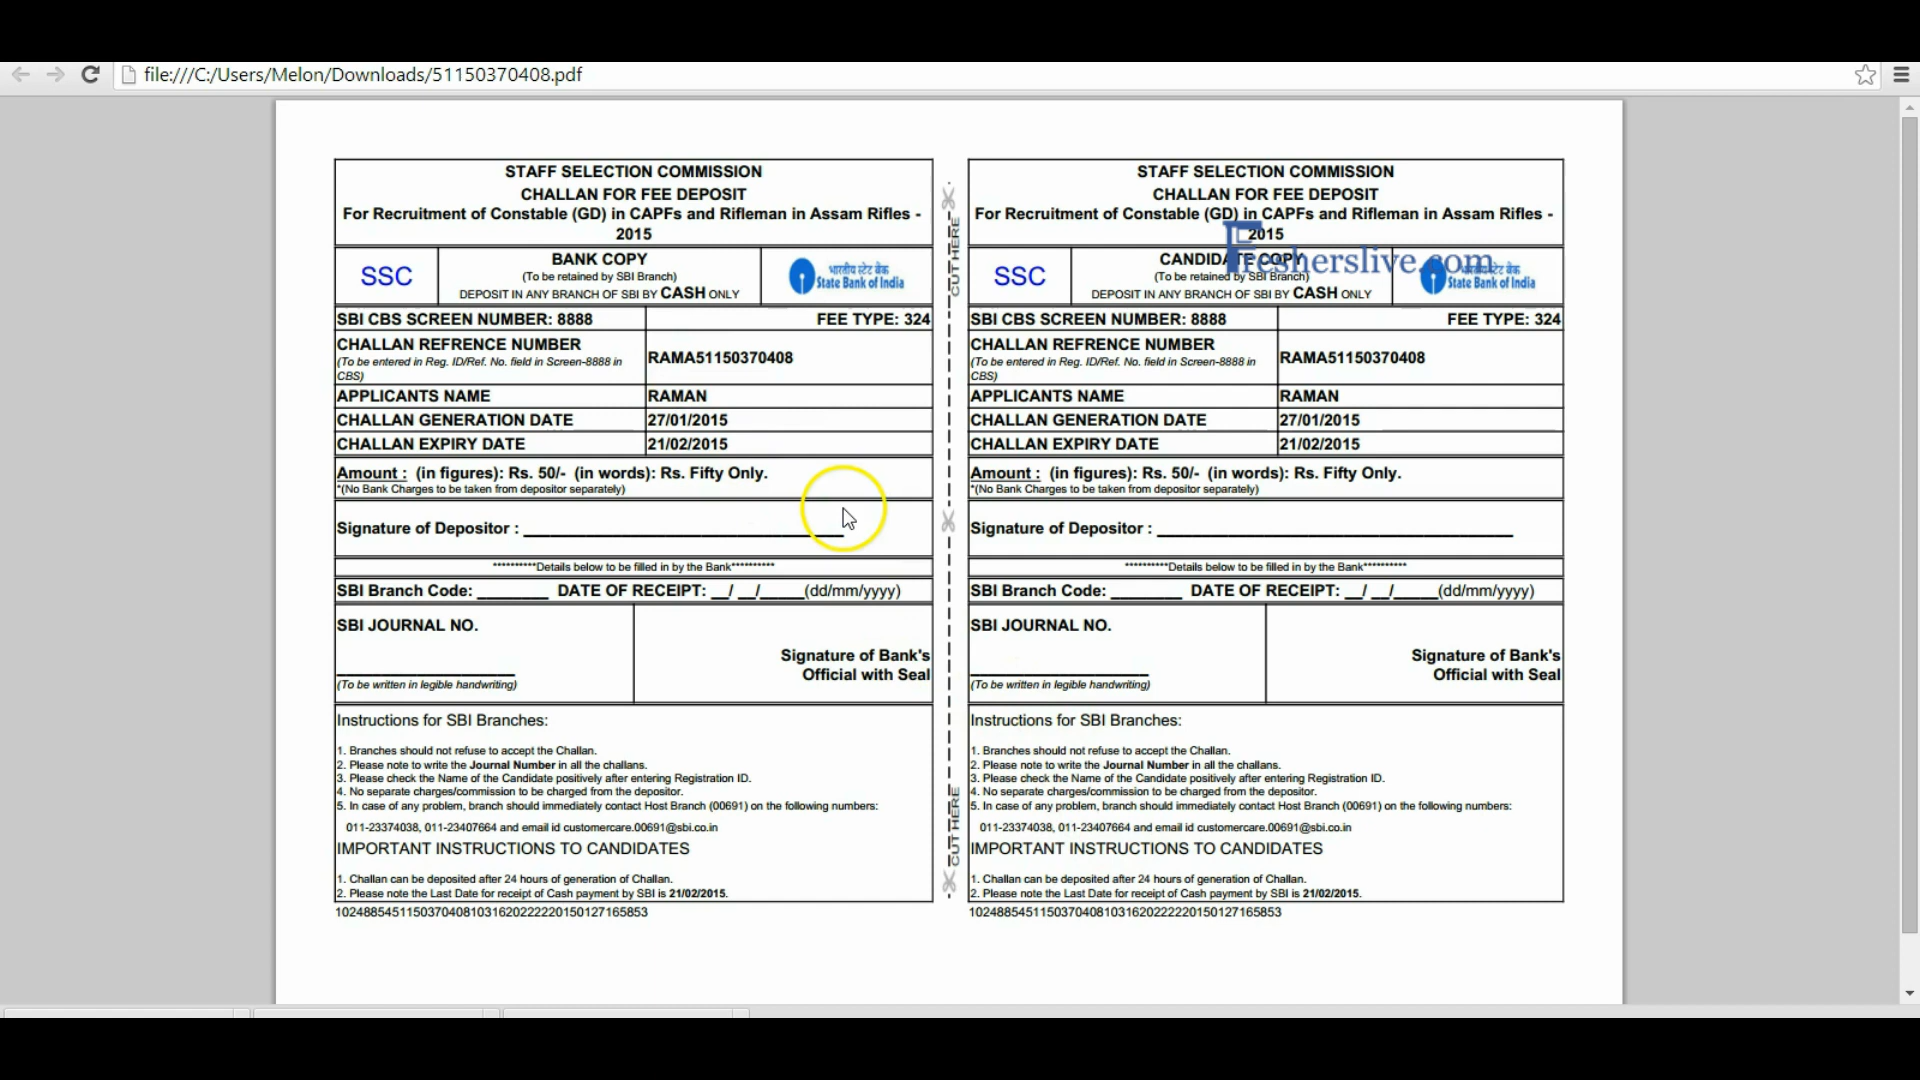 file:///C:/Users/Melon/Downloads/51150370408.pdf
STAFF SELECTION COMMISSION
CHALLAN FOR FEE DEPOSIT
For Recruitment of Constable (GD) in CAPFs and Rifleman in Assam Rifles -
2015
SSC
BANK COPY
(To be retained by SBI Branch)
DEPOSIT IN ANY BRANCH OF SBI BY CASH ONLY
भारतीय स्टेट बैंक
State Bank of India
SBI CBS SCREEN NUMBER: 8888
FEE TYPE: 324
CHALLAN REFRENCE NUMBER
(To be entered in Reg. ID/Ref. No. field in Screen-8888 in
CBS)
RAMA51150370408
APPLICANTS NAME
RAMAN
CHALLAN GENERATION DATE
27/01/2015
CHALLAN EXPIRY DATE
21/02/2015
Amount : (in figures): Rs. 50/- (in words): Rs. Fifty Only.
*(No Bank Charges to be taken from depositor separately)
Signature of Depositor : ______________________________
**********Details below to be filled in by the Bank**********
SBI Branch Code: ________ DATE OF RECEIPT: __/ __/_____(dd/mm/yyyy)
SBI JOURNAL NO.
____________________
(To be written in legible handwriting)
Signature of Bank's
Official with Seal
Instructions for SBI Branches:
1. Branches should not refuse to accept the Challan.
2. Please note to write the Journal Number in all the challans.
3. Please check the Name of the Candidate positively after entering Registration ID.
4. No separate charges/commission to be charged from the depositor.
5. In case of any problem, branch should immediately contact Host Branch (00691) on the following numbers:
011-23374038, 011-23407664 and email id customercare.00691@sbi.co.in
IMPORTANT INSTRUCTIONS TO CANDIDATES
1. Challan can be deposited after 24 hours of generation of Challan.
2. Please note the Last Date for receipt of Cash payment by SBI is 21/02/2015.
10248854511503704081031620222220150127165853
CUT HERE
CUT HERE
STAFF SELECTION COMMISSION
CHALLAN FOR FEE DEPOSIT
For Recruitment of Constable (GD) in CAPFs and Rifleman in Assam Rifles -
2015
Fresherslive.com
SSC
CANDIDATE COPY
(To be retained by SBI Branch)
DEPOSIT IN ANY BRANCH OF SBI BY CASH ONLY
State Bank of India
SBI CBS SCREEN NUMBER: 8888
FEE TYPE: 324
CHALLAN REFRENCE NUMBER
(To be entered in Reg. ID/Ref. No. field in Screen-8888 in
CBS)
RAMA51150370408
APPLICANTS NAME
RAMAN
CHALLAN GENERATION DATE
27/01/2015
CHALLAN EXPIRY DATE
21/02/2015
Amount : (in figures): Rs. 50/- (in words): Rs. Fifty Only.
*(No Bank Charges to be taken from depositor separately)
Signature of Depositor : ______________________________
**********Details below to be filled in by the Bank**********
SBI Branch Code: ________ DATE OF RECEIPT: __/ __/_____(dd/mm/yyyy)
SBI JOURNAL NO.
____________________
(To be written in legible handwriting)
Signature of Bank's
Official with Seal
Instructions for SBI Branches:
1. Branches should not refuse to accept the Challan.
2. Please note to write the Journal Number in all the challans.
3. Please check the Name of the Candidate positively after entering Registration ID.
4. No separate charges/commission to be charged from the depositor.
5. In case of any problem, branch should immediately contact Host Branch (00691) on the following numbers:
011-23374038, 011-23407664 and email id customercare.00691@sbi.co.in
IMPORTANT INSTRUCTIONS TO CANDIDATES
1. Challan can be deposited after 24 hours of generation of Challan.
2. Please note the Last Date for receipt of Cash payment by SBI is 21/02/2015.
10248854511503704081031620222220150127165853